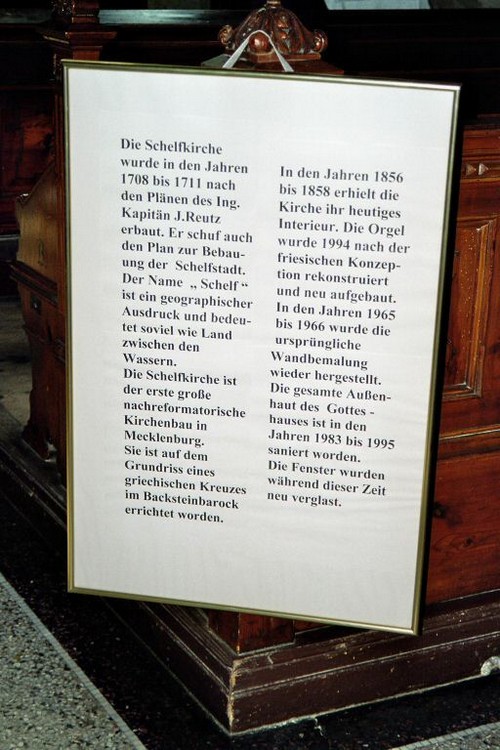 Die Schelfkirche
wurde in den Jahren
1708 bis 1711 nach
den Plänen des Ing.
Kapitän J.Reutz
erbaut. Er schuf auch
den Plan zur Bebau-
ung der Schelfstadt.
Der Name „ Schelf “
ist ein geographischer
Ausdruck und bedeu-
tet soviel wie Land
zwischen den
Wassern.
Die Schelfkirche ist
der erste große
nachreformatorische
Kirchenbau in
Mecklenburg.
Sie ist auf dem
Grundriss eines
griechischen Kreuzes
im Backsteinbarock
errichtet worden.
In den Jahren 1856
bis 1858 erhielt die
Kirche ihr heutiges
Interieur. Die Orgel
wurde 1994 nach der
friesischen Konzep-
tion rekonstruiert
und neu aufgebaut.
In den Jahren 1965
bis 1966 wurde die
ursprüngliche
Wandbemalung
wieder hergestellt.
Die gesamte Außen-
haut des Gottes -
hauses ist in den
Jahren 1983 bis 1995
saniert worden.
Die Fenster wurden
während dieser Zeit
neu verglast.